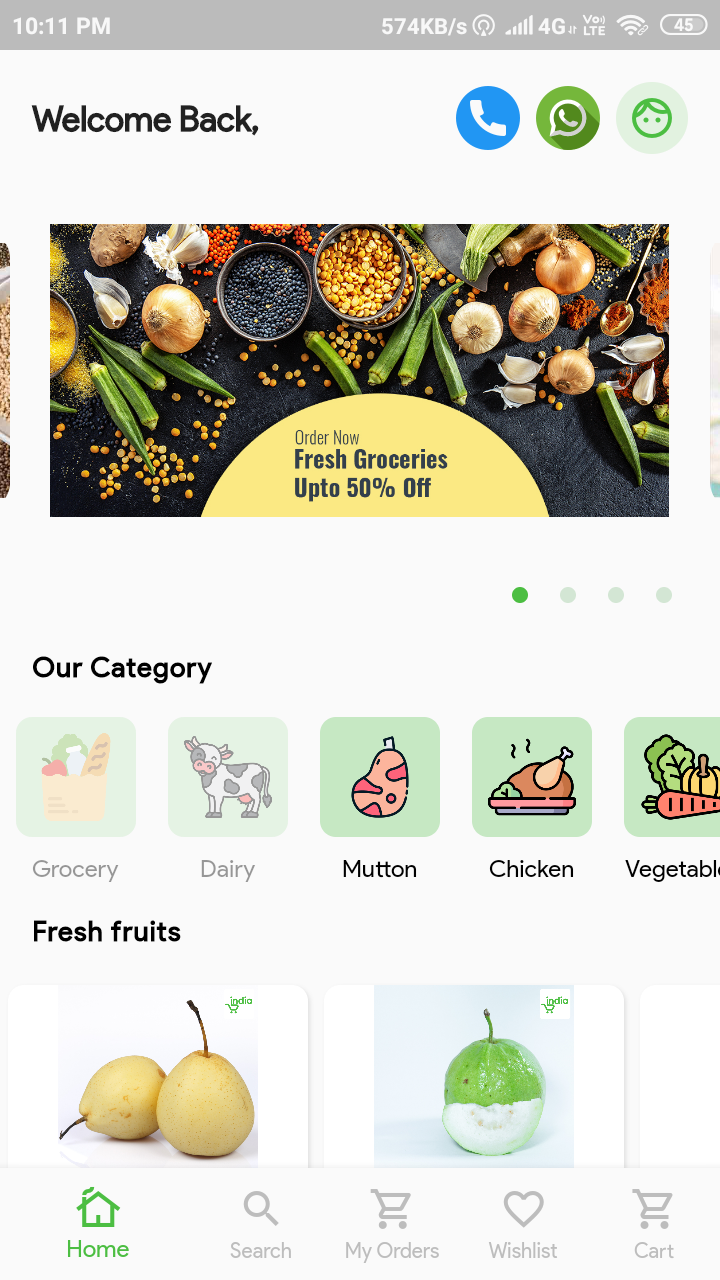 10:11 PM 574KB/s 4G Vo) LTE 45
Welcome Back,
Order Now
Fresh Groceries
Upto 50% Off
Our Category
Grocery Dairy Mutton Chicken Vegetable
Fresh fruits
india india
Home Search My Orders Wishlist Cart